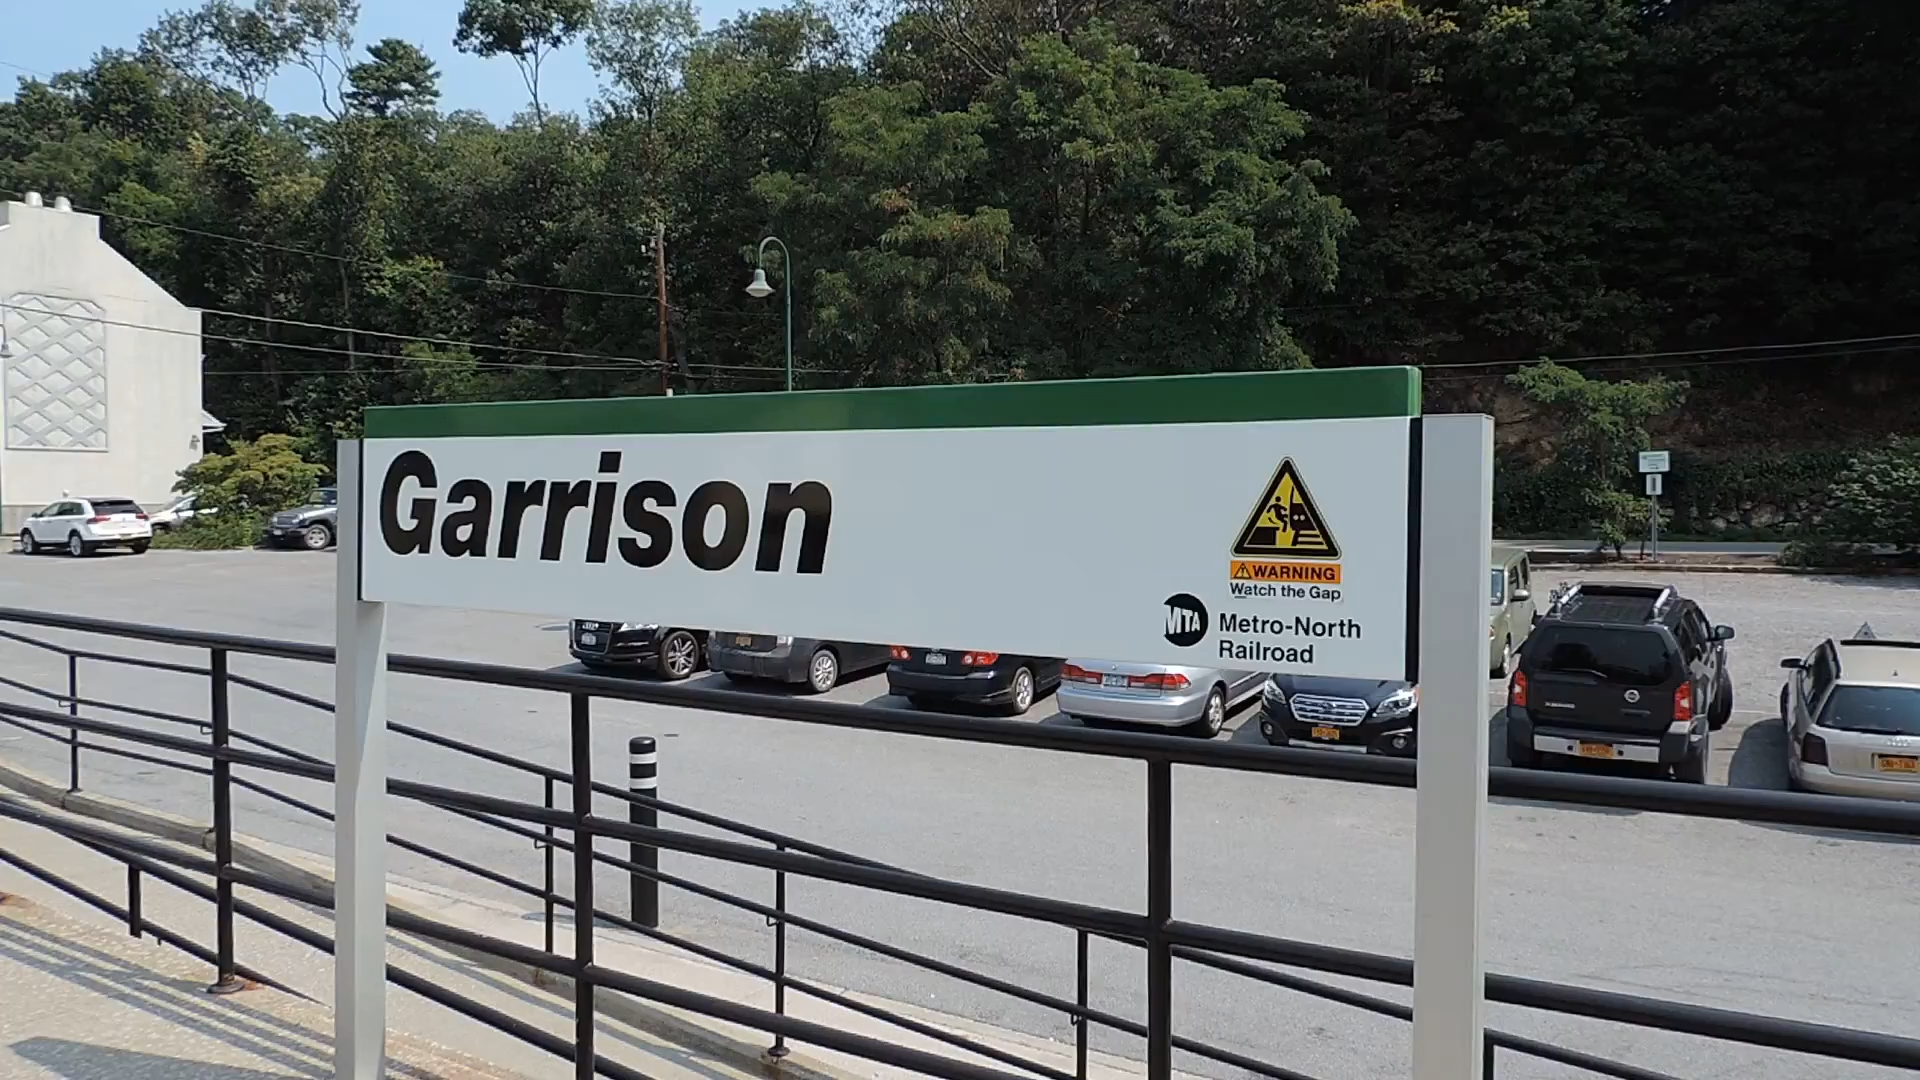 Garrison
WARNING
Watch the Gap
MTA
Metro-North
Railroad